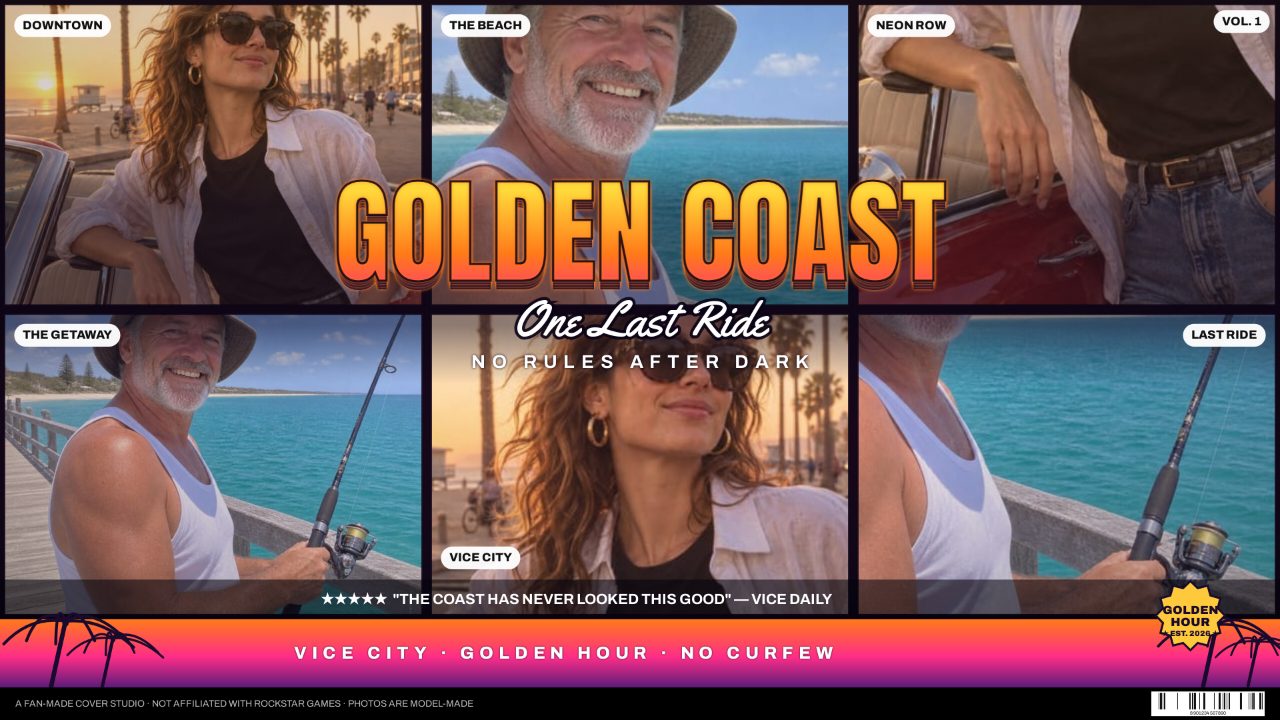 DOWNTOWN
THE BEACH
NEON ROW
VOL. 1
GOLDEN COAST
One Last Ride
NO RULES AFTER DARK
THE GETAWAY
LAST RIDE
VICE CITY
★★★★★ "THE COAST HAS NEVER LOOKED THIS GOOD" — VICE DAILY
GOLDEN
HOUR
EST. 2026
VICE CITY · GOLDEN HOUR · NO CURFEW
A FAN-MADE COVER STUDIO · NOT AFFILIATED WITH ROCKSTAR GAMES · PHOTOS ARE MODEL-MADE